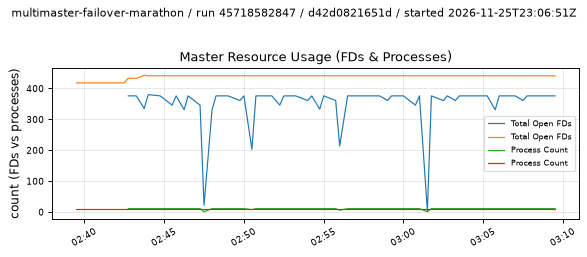 multimaster-failover-marathon / run 45718582847 / d42d0821651d / started 2026-11-25T23:06:51Z
Master Resource Usage (FDs & Processes)
count (FDs vs processes)
400
300
200
100
0
Total Open FDs
Total Open FDs
Process Count
Process Count
02:40
02:45
02:50
02:55
03:00
03:05
03:10